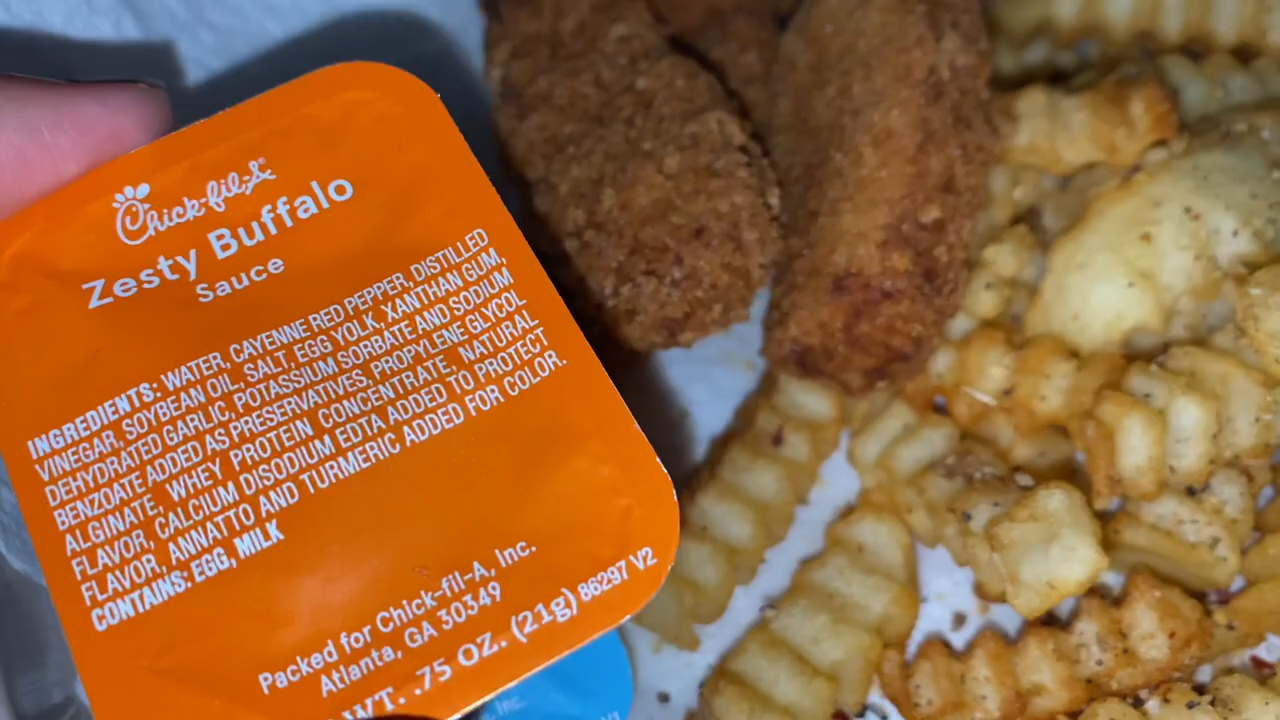 Chick-fil-A
Zesty Buffalo
Sauce
INGREDIENTS: WATER, CAYENNE RED PEPPER, DISTILLED
VINEGAR, SOYBEAN OIL, SALT, EGG YOLK, XANTHAN GUM,
DEHYDRATED GARLIC, POTASSIUM SORBATE AND SODIUM
BENZOATE ADDED AS PRESERVATIVES, PROPYLENE GLYCOL
ALGINATE, WHEY PROTEIN CONCENTRATE, NATURAL
FLAVOR, CALCIUM DISODIUM EDTA ADDED TO PROTECT
FLAVOR, ANNATTO AND TURMERIC ADDED FOR COLOR.
CONTAINS: EGG, MILK
Packed for Chick-fil-A, Inc.
Atlanta, GA 30349
WT. .75 OZ. (21g) 86297 V2
Inc.